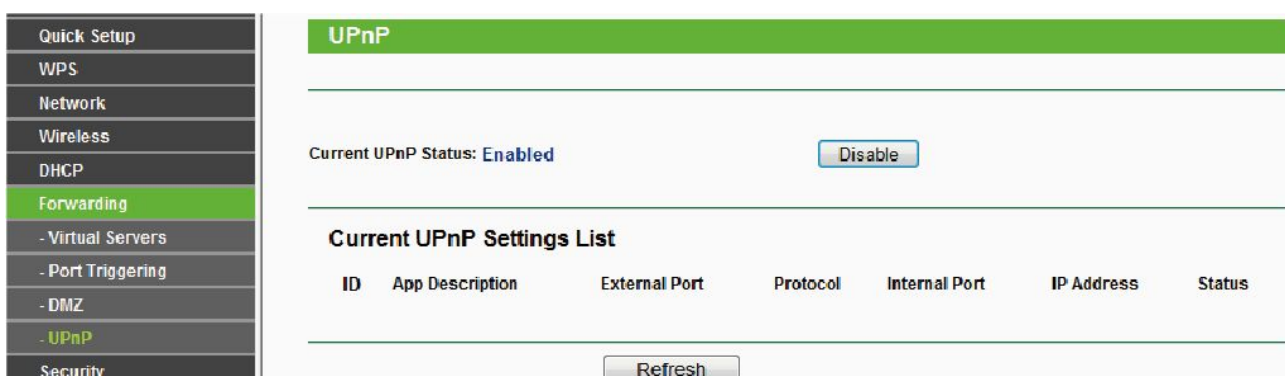 Quick Setup
WPS
Network
Wireless
DHCP
Forwarding
- Virtual Servers
- Port Triggering
- DMZ
- UPnP
Security
UPnP
Current UPnP Status: Enabled
Disable
Current UPnP Settings List
ID App Description External Port Protocol Internal Port IP Address Status
Refresh